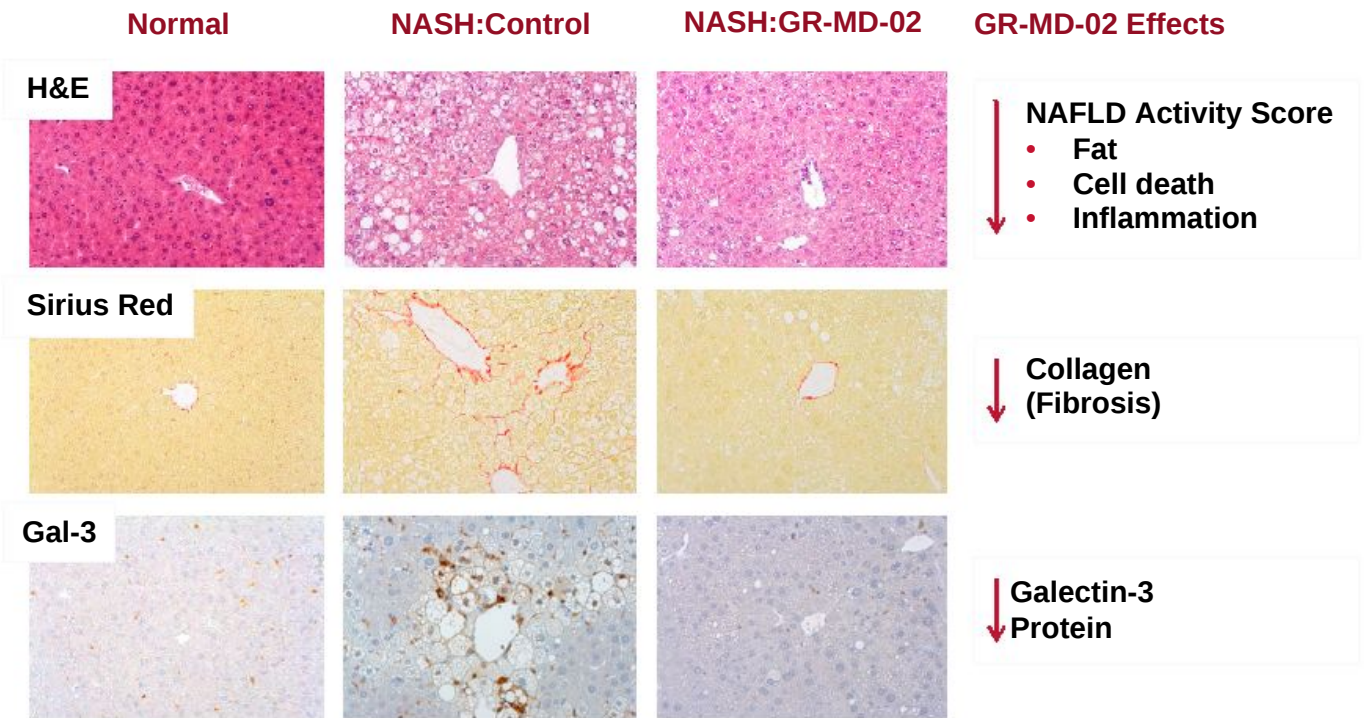 Normal
NASH:Control
NASH:GR-MD-02
GR-MD-02 Effects
H&E
NAFLD Activity Score
• Fat
• Cell death
• Inflammation
Sirius Red
Collagen
(Fibrosis)
Gal-3
Galectin-3
Protein